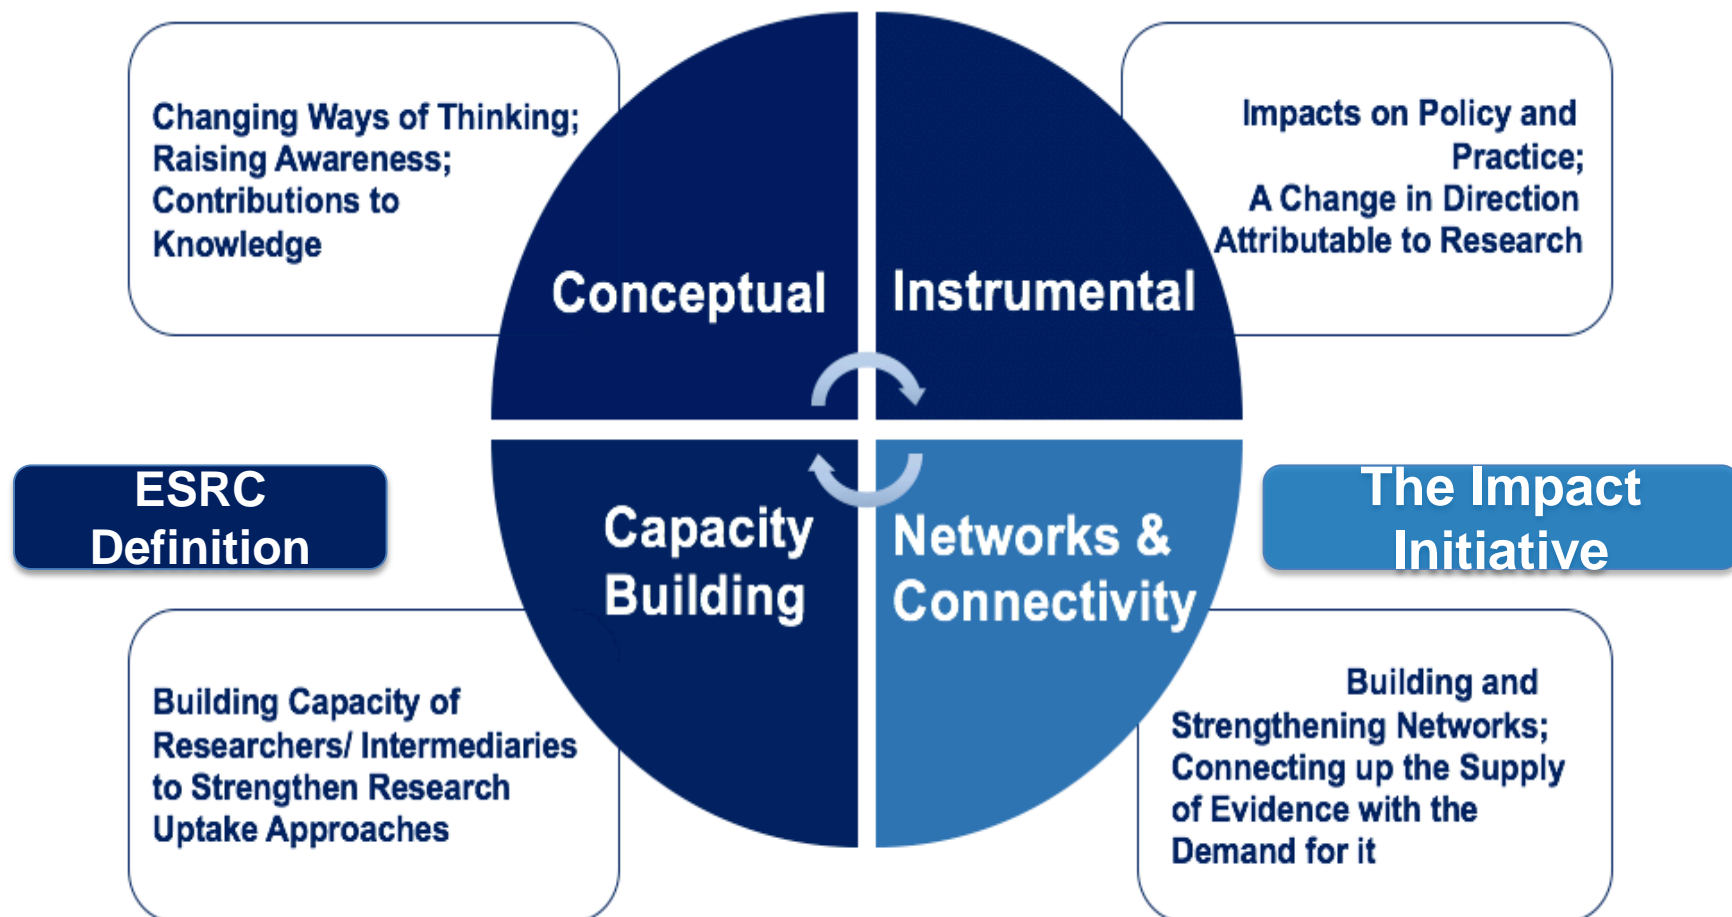 Changing Ways of Thinking;
Raising Awareness;
Contributions to
Knowledge
Conceptual
Impacts on Policy and
Practice;
A Change in Direction
Attributable to Research
Instrumental
ESRC
Definition
The Impact
Initiative
Capacity
Building
Building Capacity of
Researchers/ Intermediaries
to Strengthen Research
Uptake Approaches
Networks &
Connectivity
Building and
Strengthening Networks;
Connecting up the Supply
of Evidence with the
Demand for it